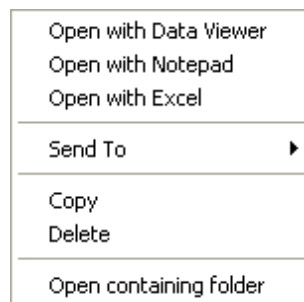 Open with Data Viewer
Open with Notepad
Open with Excel
Send To
Copy
Delete
Open containing folder